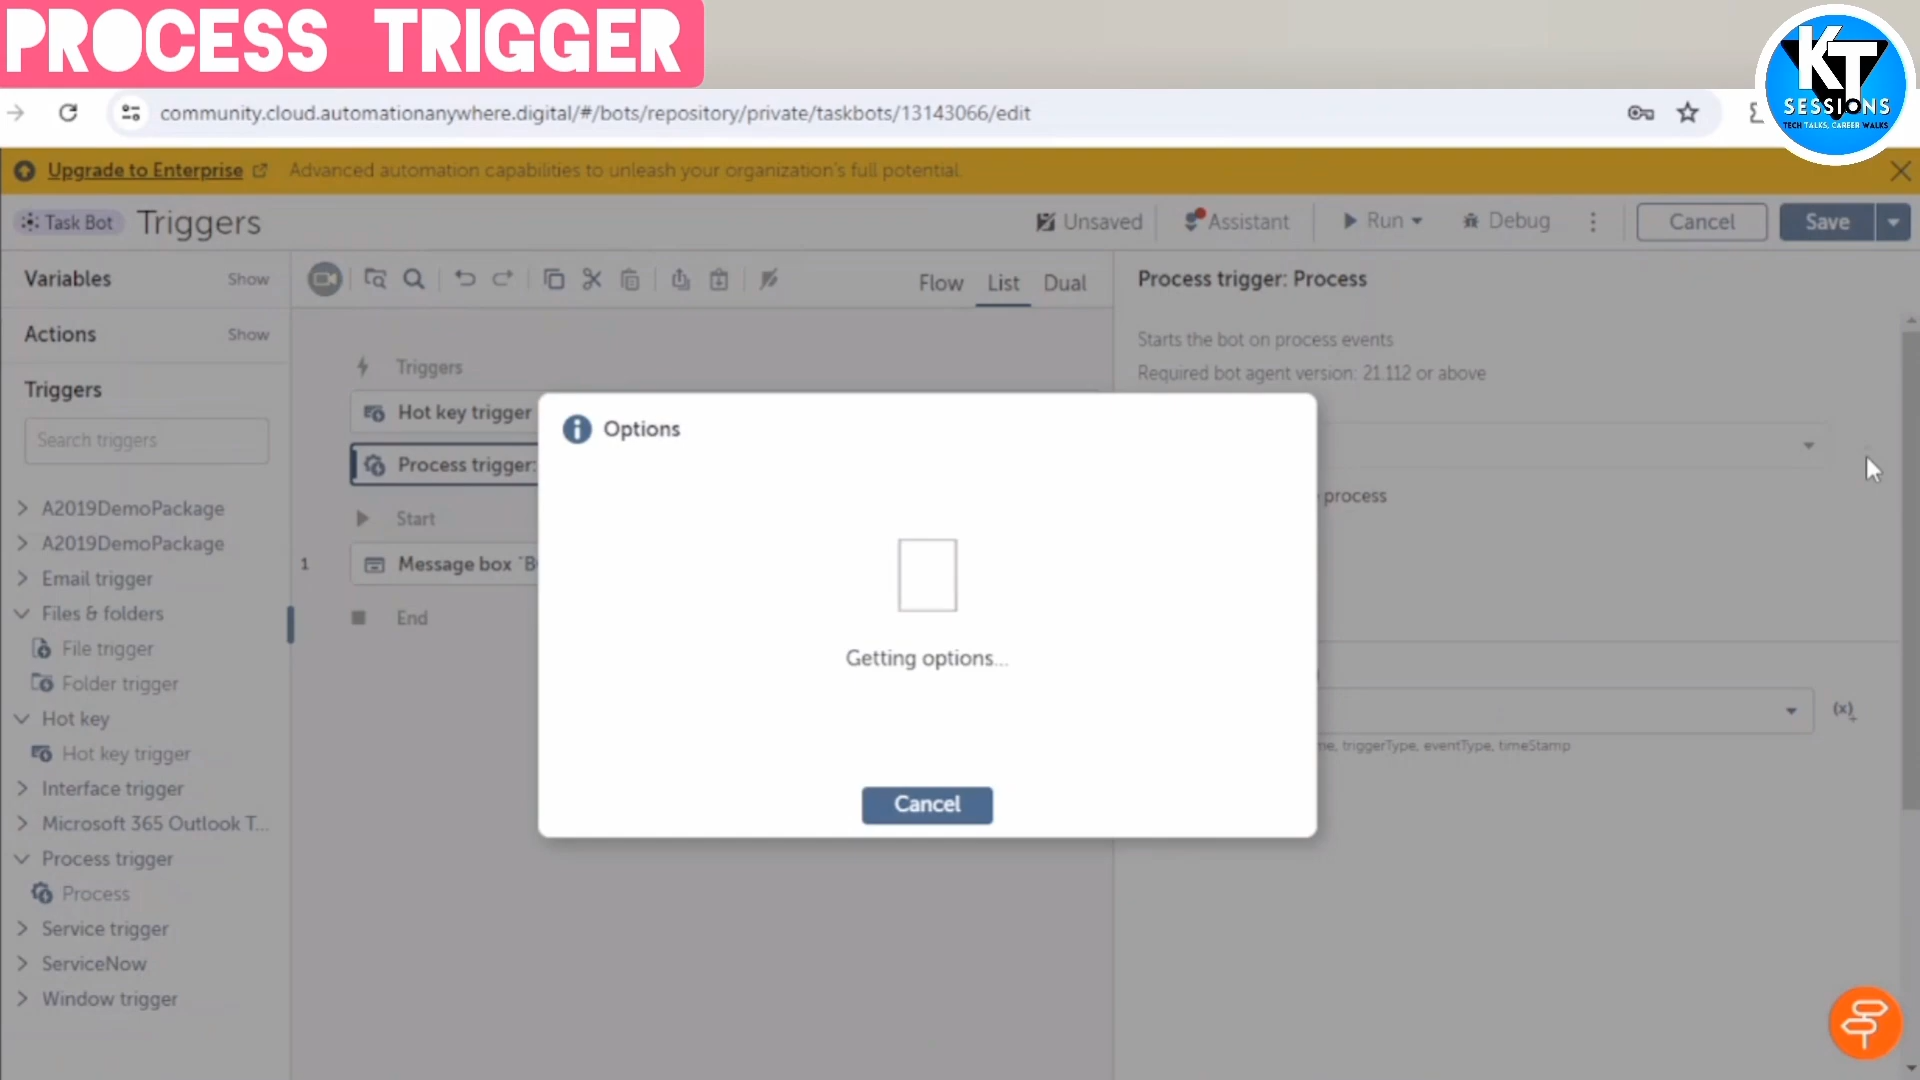 PROCESS TRIGGER
KT
SESSIONS
TECH TALKS, CAREER WALKS
community.cloud.automationanywhere.digital/#/bots/repository/private/taskbots/13143066/edit
Upgrade to Enterprise Advanced automation capabilities to unleash your organization's full potential.
Task Bot Triggers Unsaved Assistant Run Debug Cancel Save
Variables Show
Flow List Dual
Process trigger: Process
Actions Show
Starts the bot on process events
Required bot agent version: 21.112 or above
Triggers
Search triggers
A2019DemoPackage
A2019DemoPackage
Email trigger
Files & folders
File trigger
Folder trigger
Hot key
Hot key trigger
Interface trigger
Microsoft 365 Outlook T...
Process trigger
Process
Service trigger
ServiceNow
Window trigger
Triggers
Hot key trigger
Process trigger:
Start
1 Message box "B
End
Options
Getting options...
Cancel
process
(x)
triggerType, eventType, timeStamp